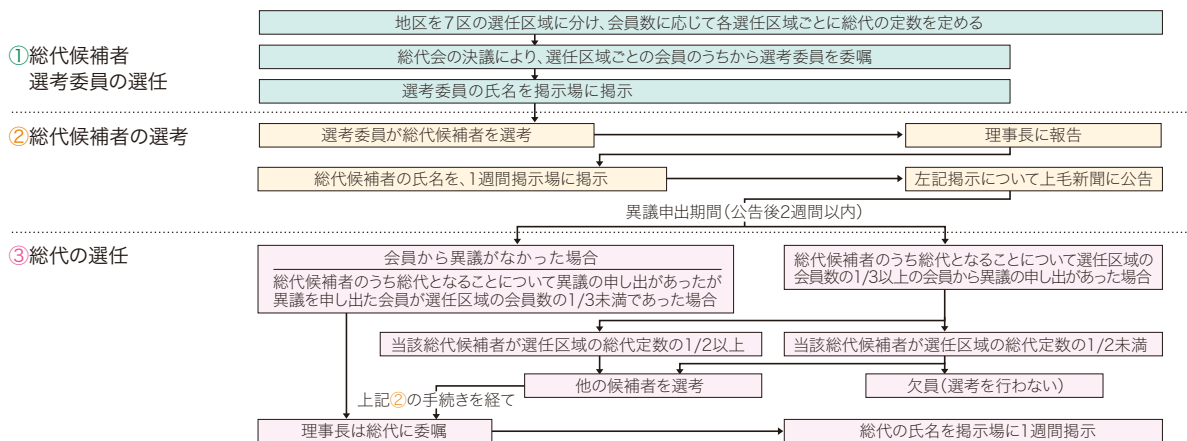 地区を7区の選任区域に分け、会員数に応じて各選任区域ごとに総代の定数を定める
①総代候補者
選考委員の選任
総代会の決議により、選任区域ごとの会員のうちから選考委員を委嘱
選考委員の氏名を掲示場に掲示
②総代候補者の選考
選考委員が総代候補者を選考
理事長に報告
総代候補者の氏名を、1週間掲示場に掲示
左記掲示について上毛新聞に公告
異議申出期間(公告後2週間以内)
③総代の選任
会員から異議がなかった場合
総代候補者のうち総代となることについて異議の申し出があったが
異議を申し出た会員が選任区域の会員数の1/3未満であった場合
総代候補者のうち総代となることについて選任区域の
会員数の1/3以上の会員から異議の申し出があった場合
当該総代候補者が選任区域の総代定数の1/2以上
当該総代候補者が選任区域の総代定数の1/2未満
他の候補者を選考
欠員(選考を行わない)
上記②の手続きを経て
理事長は総代に委嘱
総代の氏名を掲示場に1週間掲示